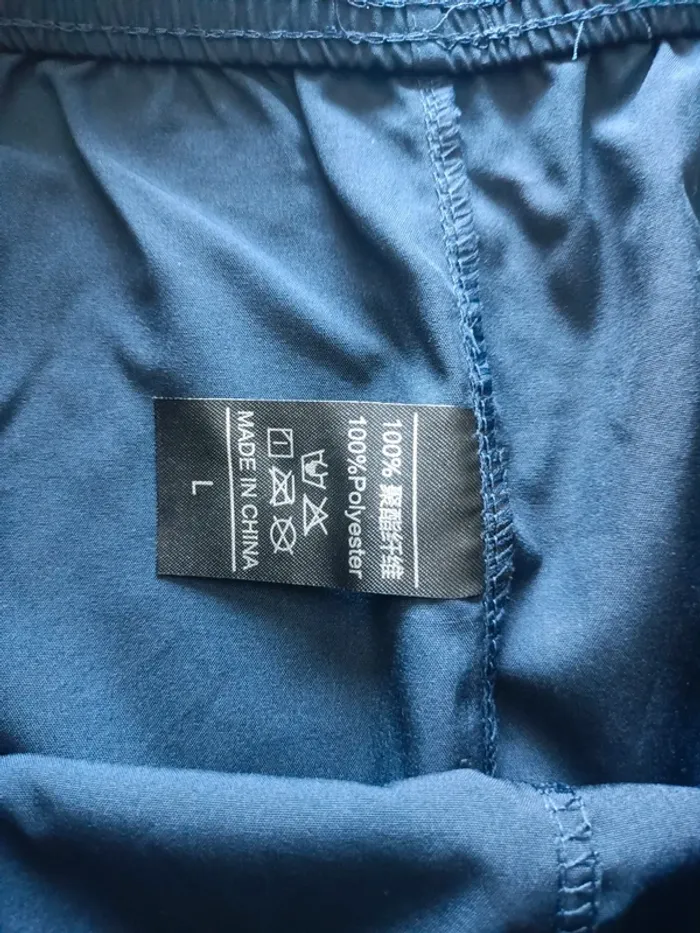 100% 聚酯纤维
100%Polyester
MADE IN CHINA
L